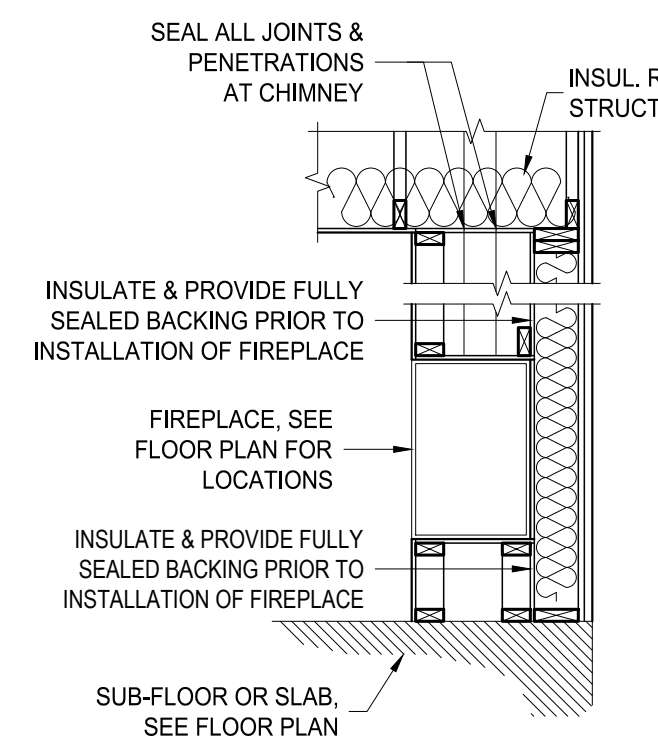 SEAL ALL JOINTS &
PENETRATIONS
AT CHIMNEY
INSUL.
INSULATE & PROVIDE FULLY
SEALED BACKING PRIOR TO
INSTALLATION OF FIREPLACE
FIREPLACE, SEE
FLOOR PLAN FOR
LOCATIONS
INSULATE & PROVIDE FULLY
SEALED BACKING PRIOR TO
INSTALLATION OF FIREPLACE
SUB-FLOOR OR SLAB,
SEE FLOOR PLAN